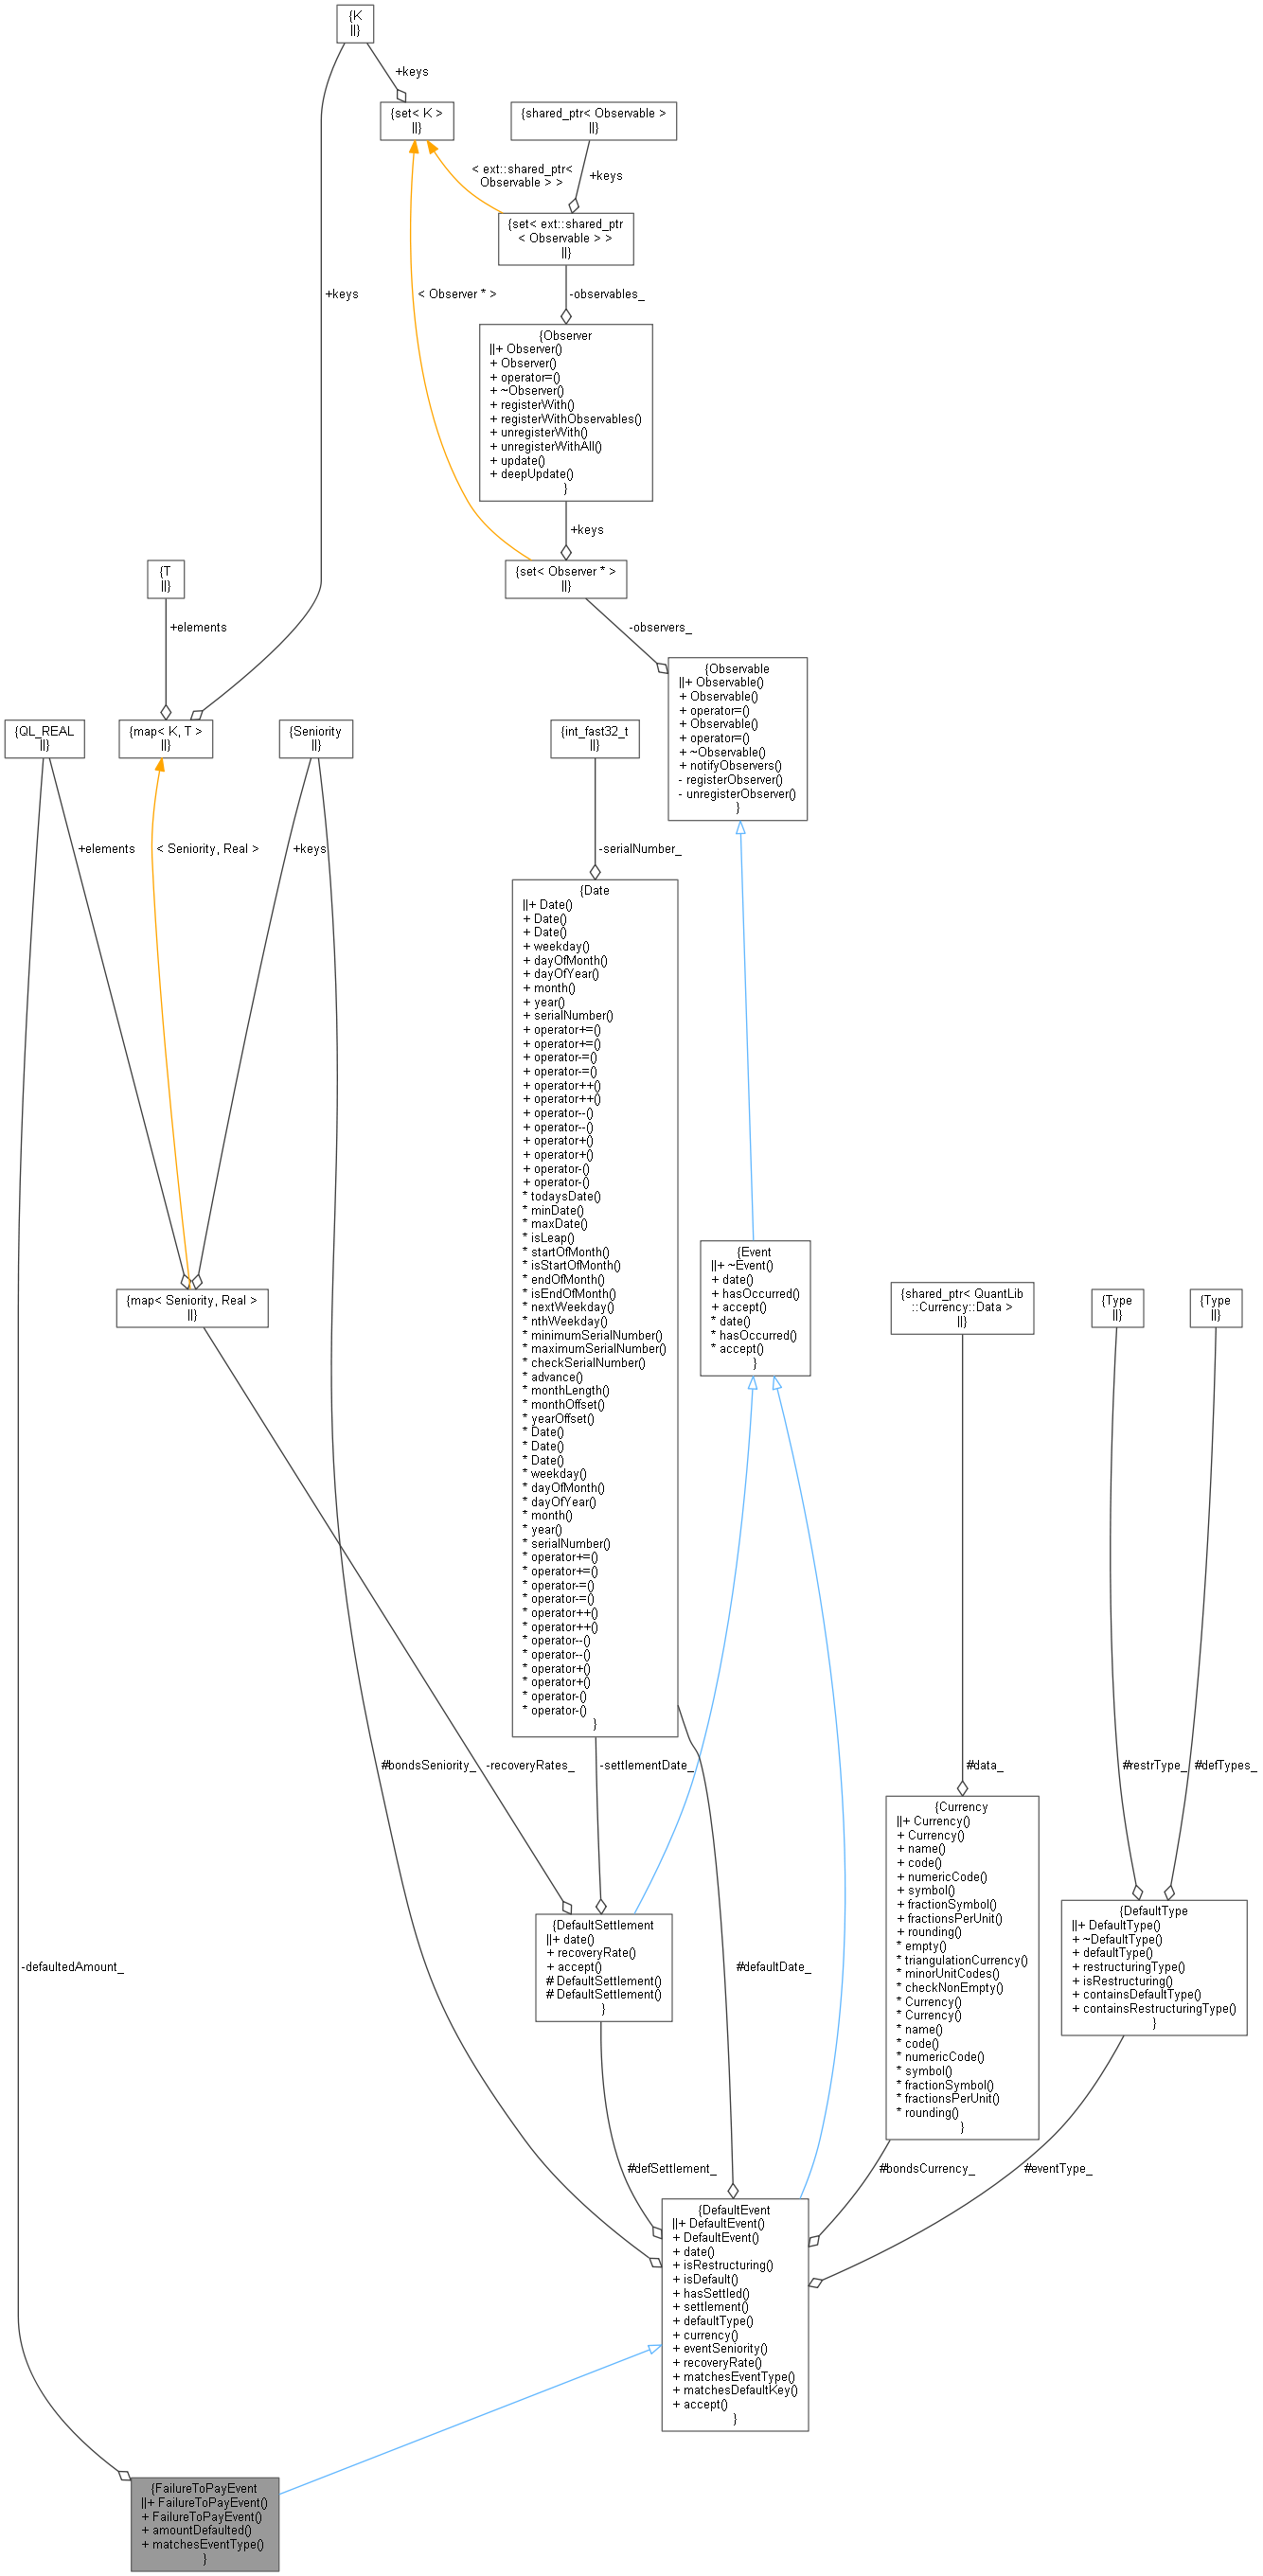 {K
||}
+keys
{set< K >
||}
{shared_ptr< Observable >
||}
< ext::shared_ptr<
Observable > >
+keys
{set< ext::shared_ptr
< Observable > >
||}
+keys
< Observer * >
-observables_
{Observer
||+ Observer()
+ Observer()
+ operator=()
+ ~Observer()
+ registerWith()
+ registerWithObservables()
+ unregisterWith()
+ unregisterWithAll()
+ update()
+ deepUpdate()
}
+keys
{T
||}
{set< Observer * >
||}
+elements
-observers_
{Observable
||+ Observable()
+ Observable()
+ operator=()
+ Observable()
+ operator=()
+ ~Observable()
+ notifyObservers()
- registerObserver()
- unregisterObserver()
}
{QL_REAL
||}
{map< K, T >
||}
{Seniority
||}
{int_fast32_t
||}
+elements
< Seniority, Real >
+keys
-serialNumber_
{Date
||+ Date()
+ Date()
+ Date()
+ weekday()
+ dayOfMonth()
+ dayOfYear()
+ month()
+ year()
+ serialNumber()
+ operator+=()
+ operator+=()
+ operator-=()
+ operator-=()
+ operator++()
+ operator++()
+ operator--()
+ operator--()
+ operator+()
+ operator+()
+ operator-()
+ operator-()
* todaysDate()
* minDate()
* maxDate()
* isLeap()
* startOfMonth()
* isStartOfMonth()
* endOfMonth()
* isEndOfMonth()
* nextWeekday()
* nthWeekday()
* minimumSerialNumber()
* maximumSerialNumber()
* checkSerialNumber()
* advance()
* monthLength()
* monthOffset()
* yearOffset()
* Date()
* Date()
* Date()
* weekday()
* dayOfMonth()
* dayOfYear()
* month()
* year()
* serialNumber()
* operator+=()
* operator+=()
* operator-=()
* operator-=()
* operator++()
* operator++()
* operator--()
* operator--()
* operator+()
* operator+()
* operator-()
* operator-()
}
{Event
||+ ~Event()
+ date()
+ hasOccurred()
+ accept()
* date()
* hasOccurred()
* accept()
}
{map< Seniority, Real >
||}
{shared_ptr< QuantLib
::Currency::Data >
||}
{Type
||}
{Type
||}
#bondsSeniority_
-recoveryRates_
-settlementDate_
#data_
#restrType_
#defTypes_
{Currency
||+ Currency()
+ Currency()
+ name()
+ code()
+ numericCode()
+ symbol()
+ fractionSymbol()
+ fractionsPerUnit()
+ rounding()
* empty()
* triangulationCurrency()
* minorUnitCodes()
* checkNonEmpty()
* Currency()
* Currency()
* name()
* code()
* numericCode()
* symbol()
* fractionSymbol()
* fractionsPerUnit()
* rounding()
}
{DefaultType
||+ DefaultType()
+ ~DefaultType()
+ defaultType()
+ restructuringType()
+ isRestructuring()
+ containsDefaultType()
+ containsRestructuringType()
}
{DefaultSettlement
||+ date()
+ recoveryRate()
+ accept()
# DefaultSettlement()
# DefaultSettlement()
}
-defaultedAmount_
#defaultDate_
#defSettlement_
#bondsCurrency_
#eventType_
{DefaultEvent
||+ DefaultEvent()
+ DefaultEvent()
+ date()
+ isRestructuring()
+ isDefault()
+ hasSettled()
+ settlement()
+ defaultType()
+ currency()
+ eventSeniority()
+ recoveryRate()
+ matchesEventType()
+ matchesDefaultKey()
+ accept()
}
{FailureToPayEvent
||+ FailureToPayEvent()
+ FailureToPayEvent()
+ amountDefaulted()
+ matchesEventType()
}